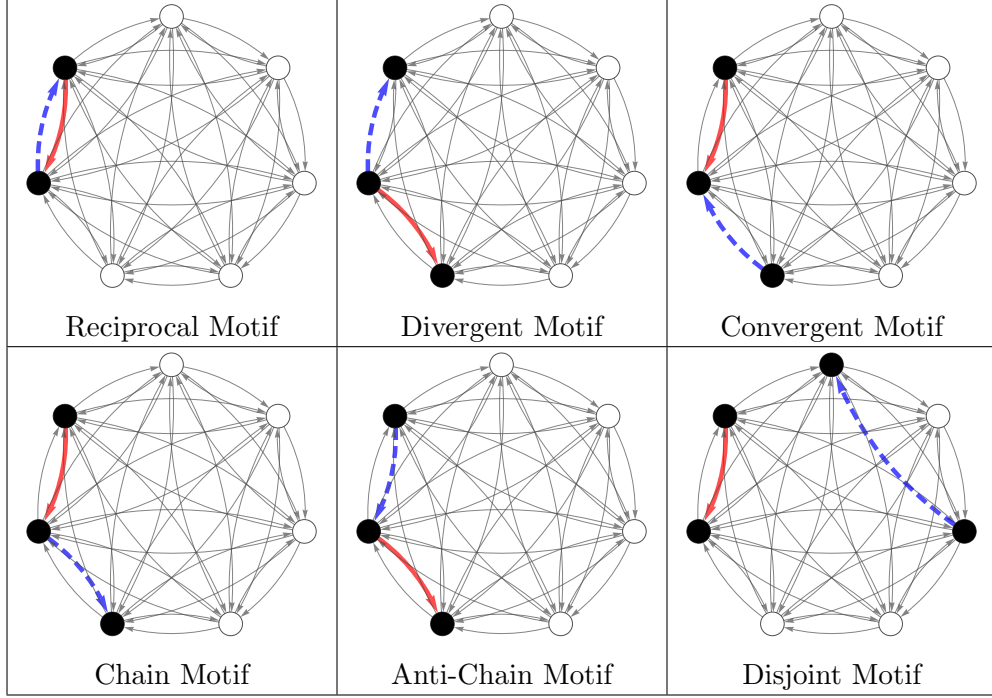 Reciprocal Motif
Divergent Motif
Convergent Motif
Chain Motif
Anti-Chain Motif
Disjoint Motif